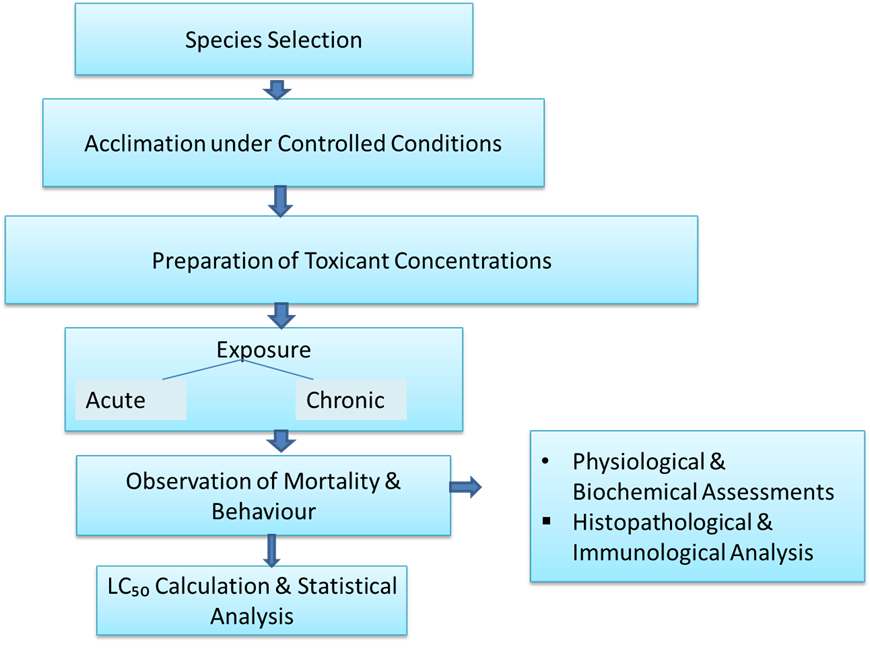 Species Selection
Acclimation under Controlled Conditions
Preparation of Toxicant Concentrations
Exposure
Acute
Chronic
Observation of Mortality &
Behaviour
• Physiological &
Biochemical Assessments
▪ Histopathological &
Immunological Analysis
LC₅₀ Calculation & Statistical
Analysis